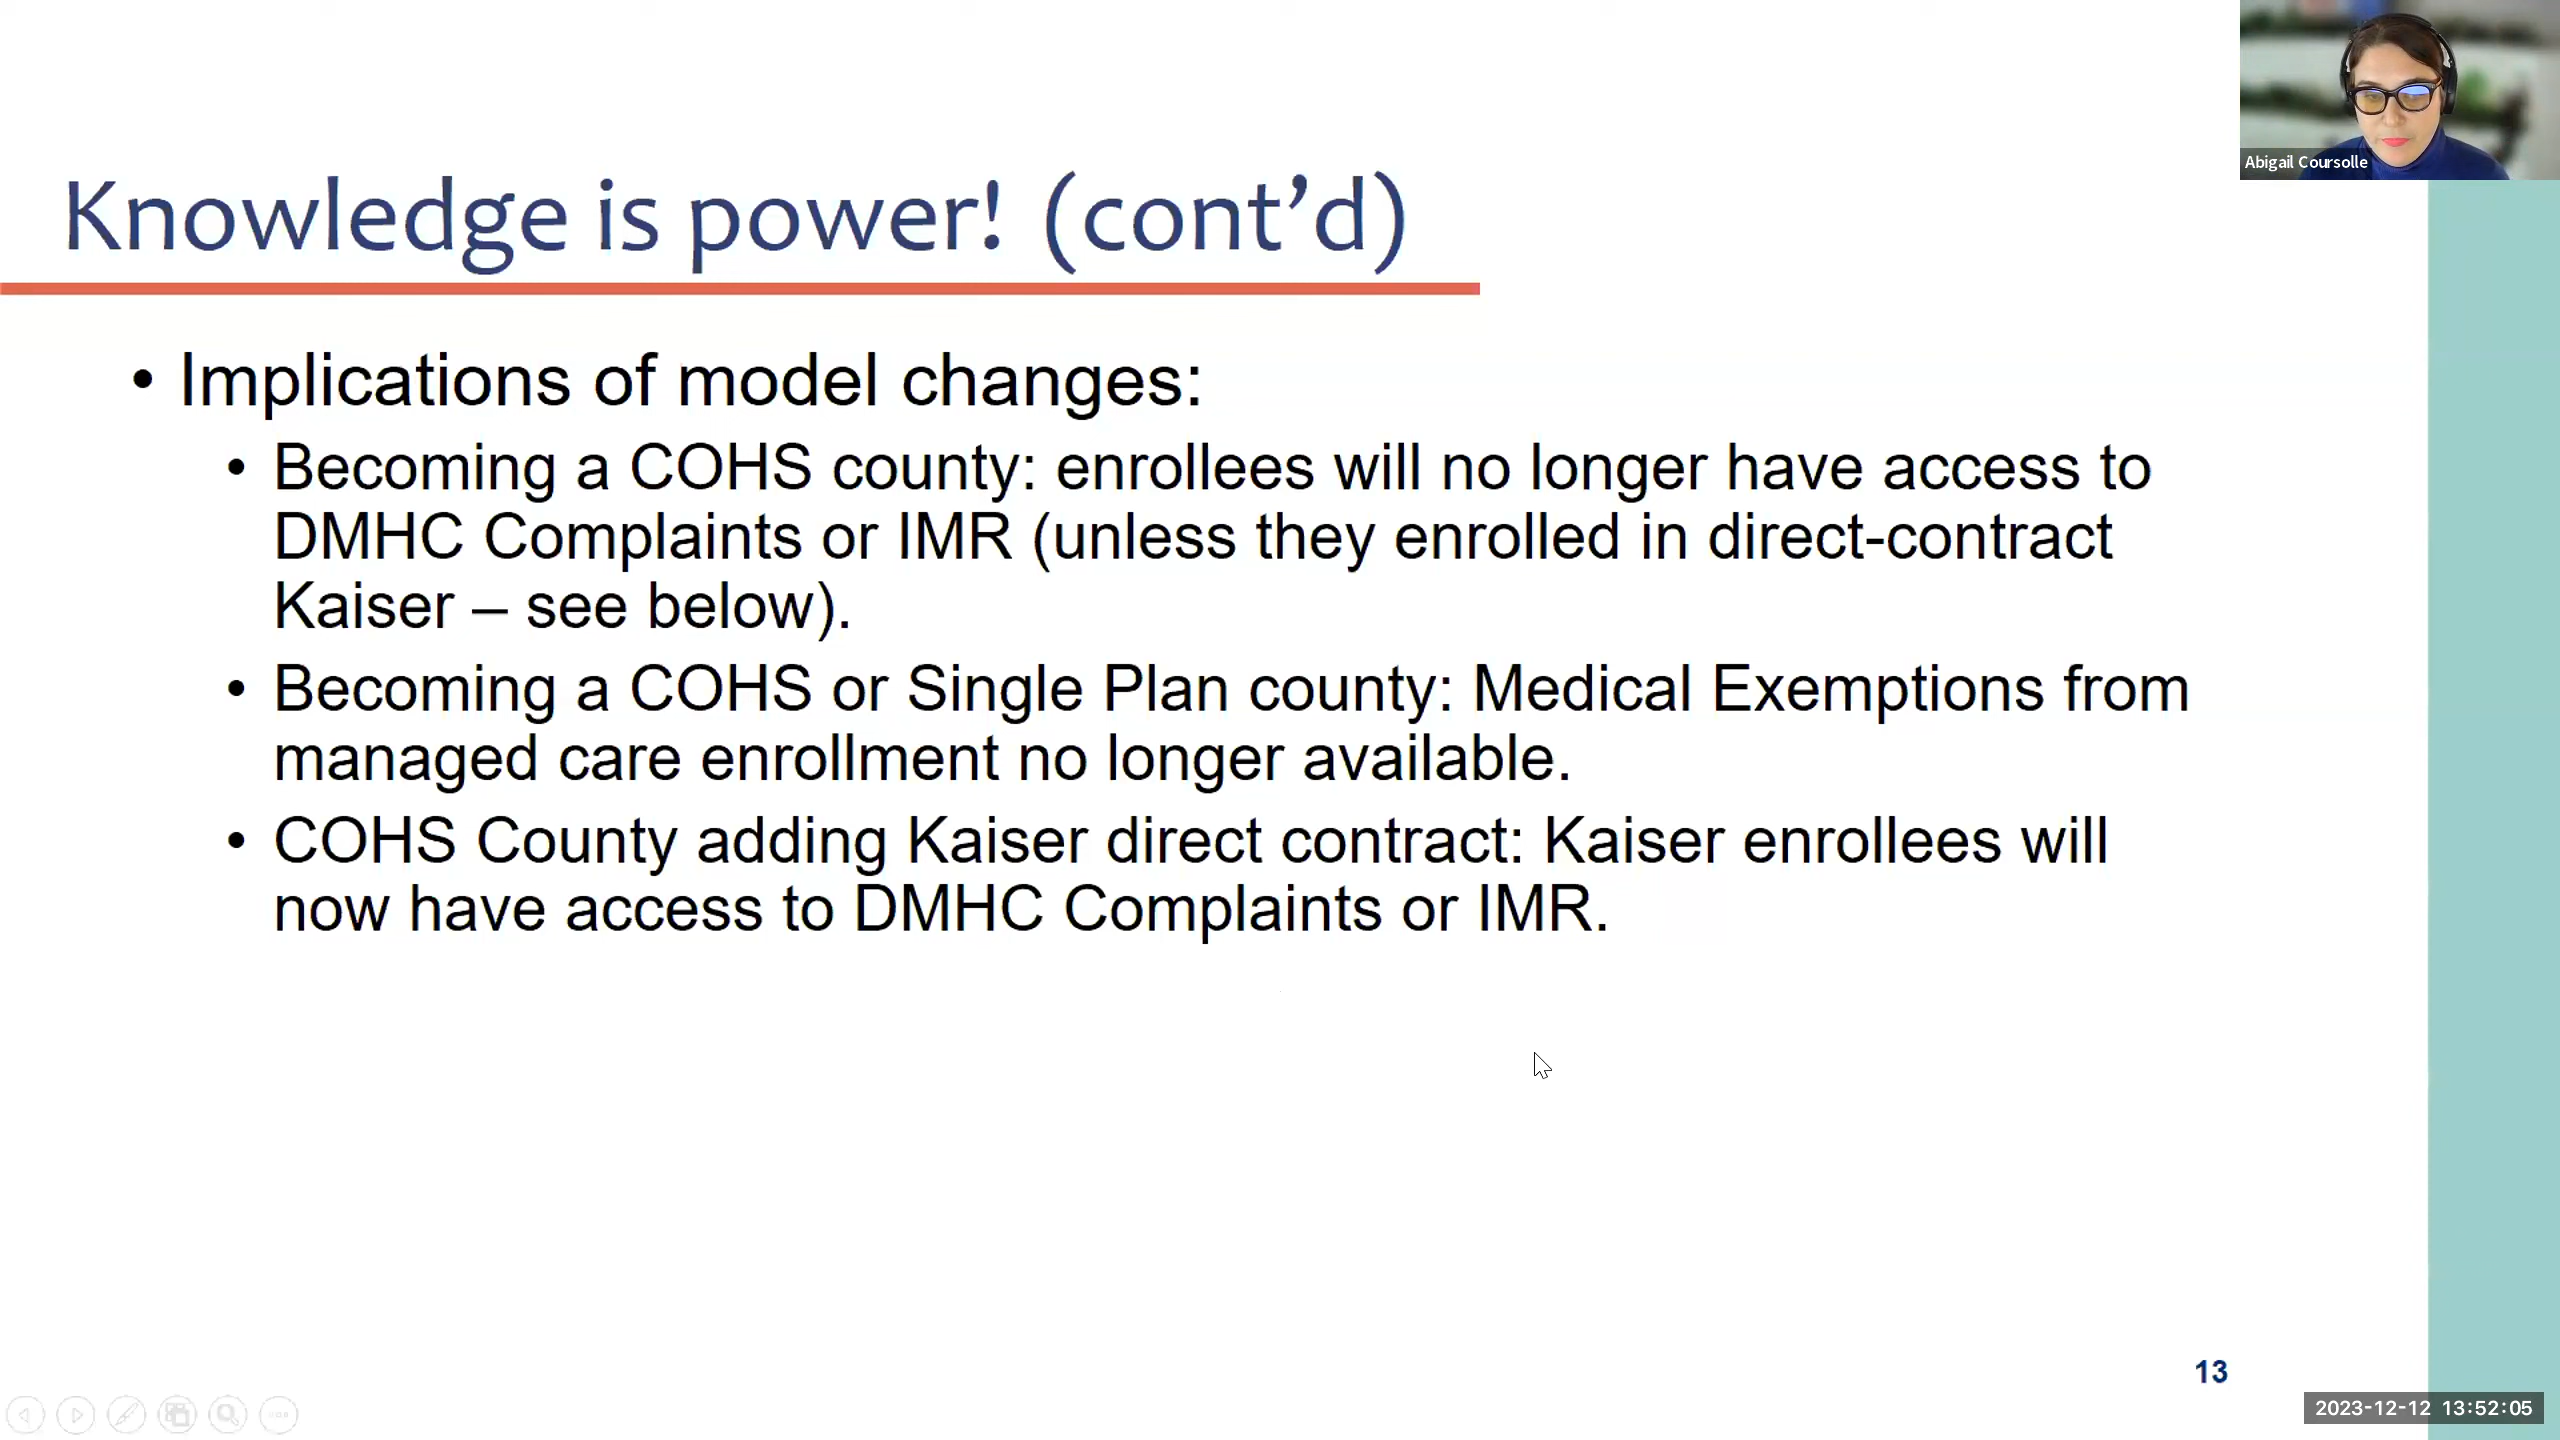 Abigail Coursolle
Knowledge is power! (cont’d)
• Implications of model changes:
• Becoming a COHS county: enrollees will no longer have access to
DMHC Complaints or IMR (unless they enrolled in direct-contract
Kaiser – see below).
• Becoming a COHS or Single Plan county: Medical Exemptions from
managed care enrollment no longer available.
• COHS County adding Kaiser direct contract: Kaiser enrollees will
now have access to DMHC Complaints or IMR.
13
2023-12-12 13:52:05